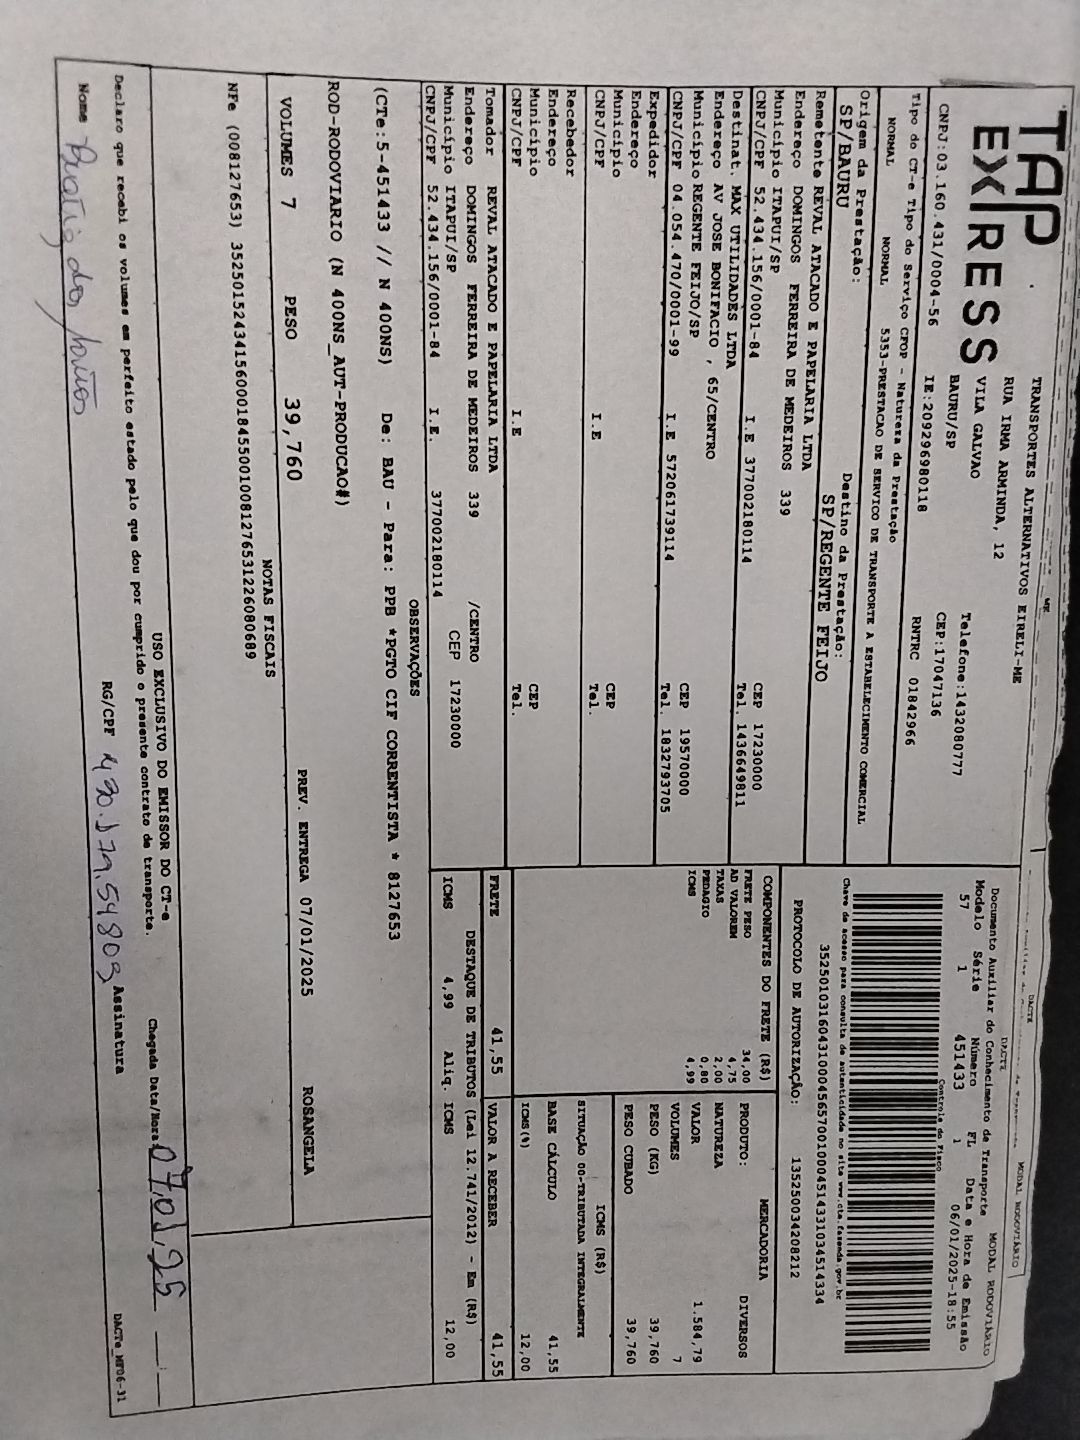 TAP
EX/RESS
TRANSPORTES ALTERNATIVOS EIRELI-ME
RUA IRMA ARMINDA, 12
VILA GALVAO
BAURU/SP
Telefone:1432080777
CEP:17047136
CNPJ:03.160.431/0004-56
IE:209296980118
RNTRC 01842966
Tipo do CT-e Tipo do Serviço CFOP - Natureza da Prestação
NORMAL NORMAL 5353-PRESTACAO DE SERVICO DE TRANSPORTE A ESTABELECIMENTO COMERCIAL
Origem da Prestação: Destino da Prestação:
SP/BAURU SP/REGENTE FEIJO
MODAL RODOVIÁRIO
DACTE
DACTE MODAL RODOVIÁRIO
Documento Auxiliar do Conhecimento de Transporte
Modelo Série Número FL Data e Hora de Emissão
57 1 451433 1 06/01/2025-18:55
Controle do Fisco
Chave de acesso para consulta de autenticidade no site www.cte.fazenda.gov.br
35250103160431000456570010004514331034514334
PROTOCOLO DE AUTORIZAÇÃO: 135250034208212
Remetente REVAL ATACADO E PAPELARIA LTDA
Endereço DOMINGOS FERREIRA DE MEDEIROS 339
Município ITAPUI/SP CEP 17230000
CNPJ/CPF 52.434.156/0001-84 I.E 377002180114 Tel. 1436649811
Destinat. MAX UTILIDADES LTDA
Endereço AV JOSE BONIFACIO , 65/CENTRO
Município REGENTE FEIJO/SP CEP 19570000
CNPJ/CPF 04.054.470/0001-99 I.E 572061739114 Tel. 1832793705
Expedidor
Endereço
Município CEP
CNPJ/CPF I.E Tel.
Recebedor
Endereço
Município CEP
CNPJ/CPF I.E Tel.
Tomador REVAL ATACADO E PAPELARIA LTDA
Endereço DOMINGOS FERREIRA DE MEDEIROS 339 /CENTRO
Município ITAPUI/SP CEP 17230000
CNPJ/CPF 52.434.156/0001-84 I.E. 377002180114
COMPONENTES DO FRETE (R$)
FRETE PESO 34,00
AD VALOREM 4,75
TAXAS 2,00
PEDAGIO 0,80
ICMS 4,99
MERCADORIA
PRODUTO: DIVERSOS
NATUREZA
VALOR 1.584,79
VOLUMES 7
PESO (KG) 39,760
PESO CUBADO 39,760
ICMS (R$)
SITUAÇÃO 00-TRIBUTADA INTEGRALMENTE
BASE CÁLCULO 41,55
ICMS(%) 12,00
FRETE 41,55 VALOR A RECEBER 41,55
DESTAQUE DE TRIBUTOS (Lei 12.741/2012) - Em (R$)
ICMS 4,99 Aliq. ICMS 12,00
OBSERVAÇÕES
(CTe:5-451433 // N 400NS) De: BAU - Para: PPB *PGTO CIF CORRENTISTA * 8127653
ROD-RODOVIARIO (N 400NS_AUT-PRODUCAO#)
VOLUMES 7 PESO 39,760 PREV. ENTREGA 07/01/2025 ROSANGELA
NOTAS FISCAIS
NFe (008127653) 35250152434156000184550010081276531226080689
USO EXCLUSIVO DO EMISSOR DO CT-e
Declaro que recebi os volumes em perfeito estado pelo que dou por cumprido o presente contrato de transporte. Chegada Data/Hora: 07.01.25
Nome RG/CPF Assinatura
DACTe_MF06-31